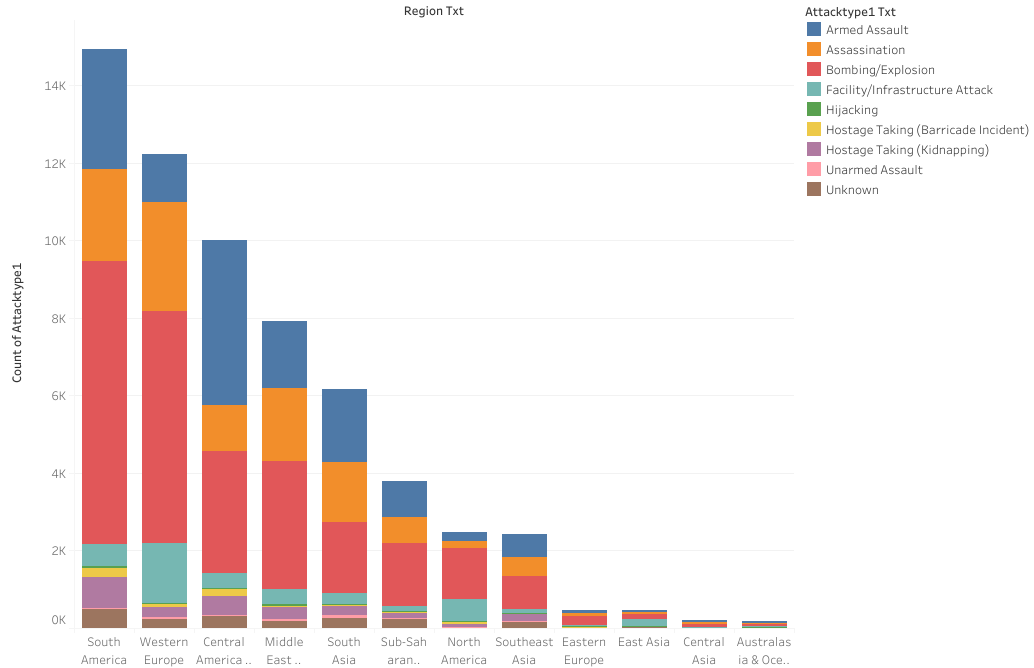 Region Txt
Attacktype1 Txt
Armed Assault
Assassination
Bombing/Explosion
Facility/Infrastructure Attack
Hijacking
Hostage Taking (Barricade Incident)
Hostage Taking (Kidnapping)
Unarmed Assault
Unknown
Count of Attacktype1
14K
12K
10K
8K
6K
4K
2K
0K
South
America
Western
Europe
Central
America ..
Middle
East ..
South
Asia
Sub-Sah
aran..
North
America
Southeast
Asia
Eastern
Europe
East Asia
Central
Asia
Australas
ia & Oce..